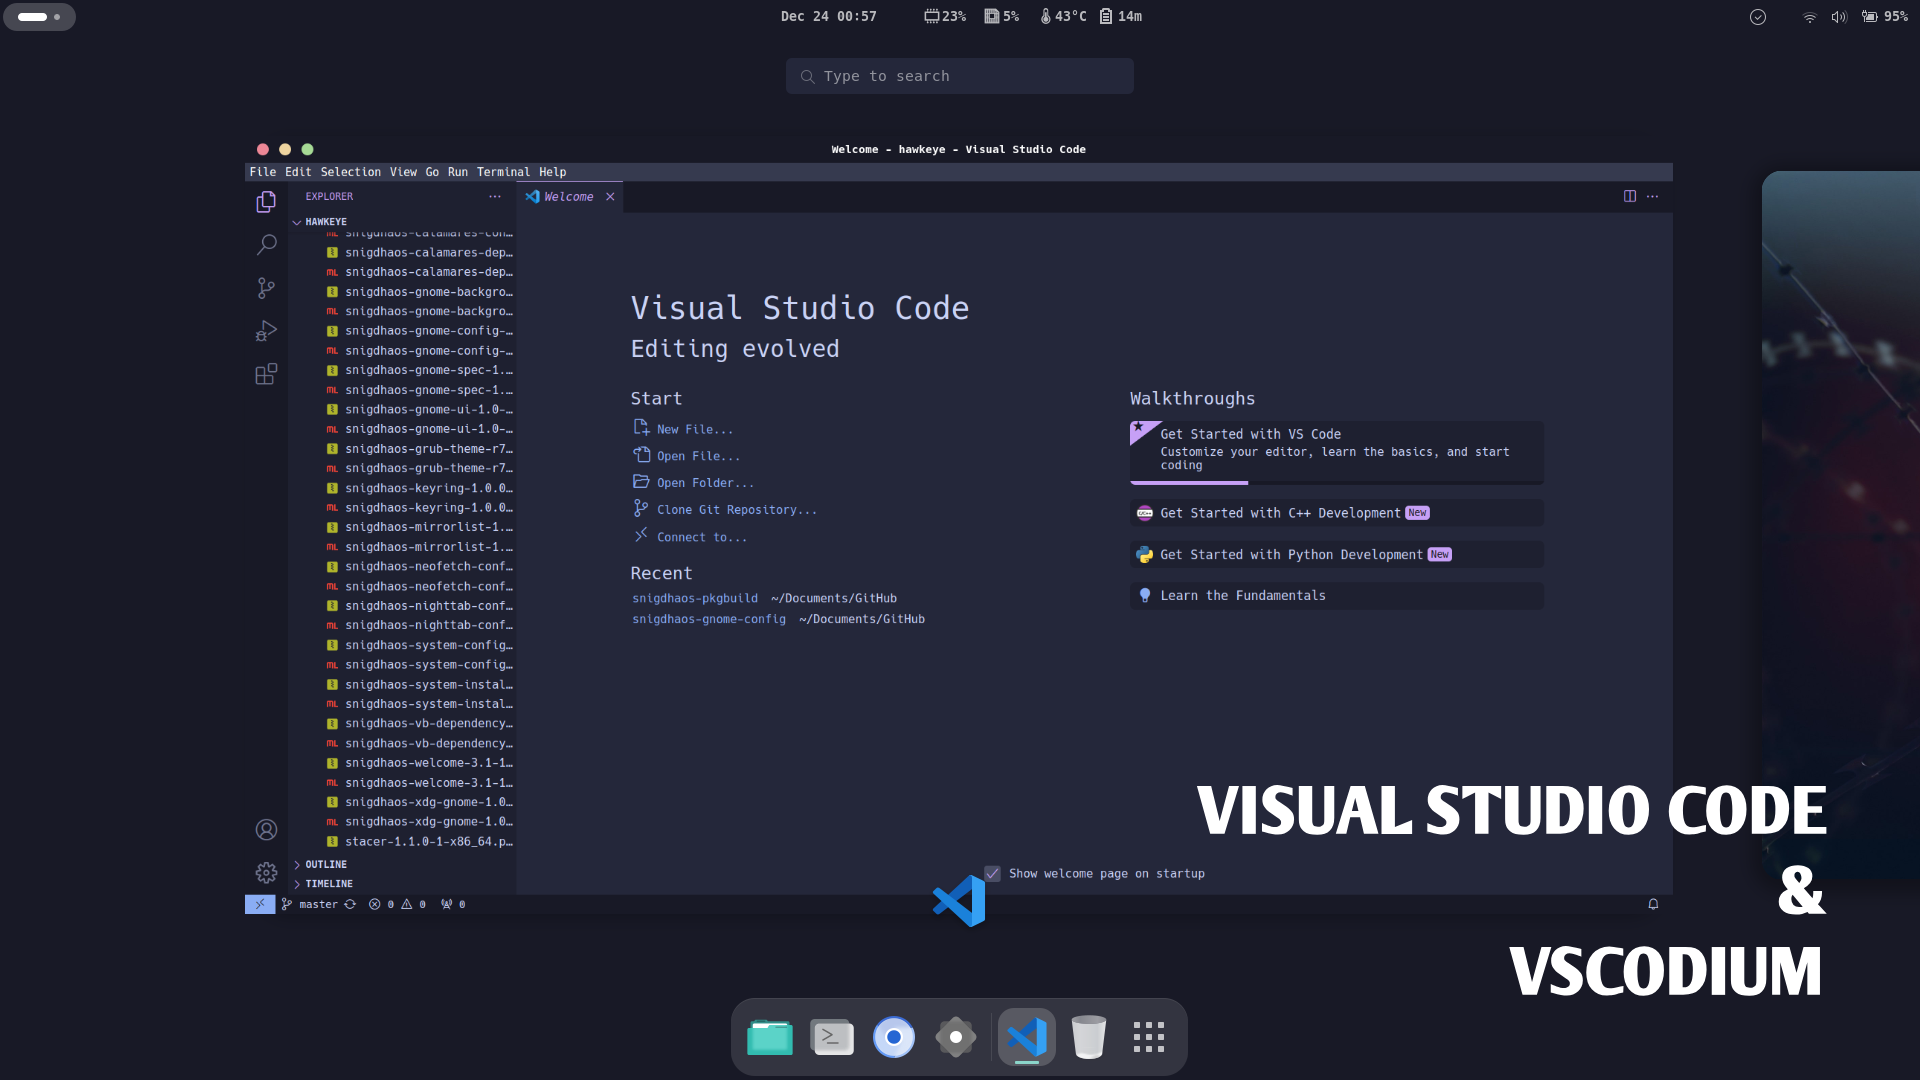 Dec 24 00:57 23% 5% 43°C 14m 95%
Type to search
Welcome - hawkeye - Visual Studio Code
File Edit Selection View Go Run Terminal Help
EXPLORER
Welcome
HAWKEYE
snigdhaos-calamares-con…
snigdhaos-calamares-dep…
snigdhaos-calamares-dep…
snigdhaos-gnome-backgro…
snigdhaos-gnome-backgro…
snigdhaos-gnome-config-…
snigdhaos-gnome-config-…
snigdhaos-gnome-spec-1.…
snigdhaos-gnome-spec-1.…
snigdhaos-gnome-ui-1.0-…
snigdhaos-gnome-ui-1.0-…
snigdhaos-grub-theme-r7…
snigdhaos-grub-theme-r7…
snigdhaos-keyring-1.0.0…
snigdhaos-keyring-1.0.0…
snigdhaos-mirrorlist-1.…
snigdhaos-mirrorlist-1.…
snigdhaos-neofetch-conf…
snigdhaos-neofetch-conf…
snigdhaos-nighttab-conf…
snigdhaos-nighttab-conf…
snigdhaos-system-config…
snigdhaos-system-config…
snigdhaos-system-instal…
snigdhaos-system-instal…
snigdhaos-vb-dependency…
snigdhaos-vb-dependency…
snigdhaos-welcome-3.1-1…
snigdhaos-welcome-3.1-1…
snigdhaos-xdg-gnome-1.0…
snigdhaos-xdg-gnome-1.0…
stacer-1.1.0-1-x86_64.p…
OUTLINE
TIMELINE
Visual Studio Code
Editing evolved
Start
New File...
Open File...
Open Folder...
Clone Git Repository...
Connect to...
Recent
snigdhaos-pkgbuild ~/Documents/GitHub
snigdhaos-gnome-config ~/Documents/GitHub
Walkthroughs
Get Started with VS Code
Customize your editor, learn the basics, and start
coding
Get Started with C++ Development New
Get Started with Python Development New
Learn the Fundamentals
Show welcome page on startup
master 0 0 0
VISUAL STUDIO CODE
&
VSCODIUM